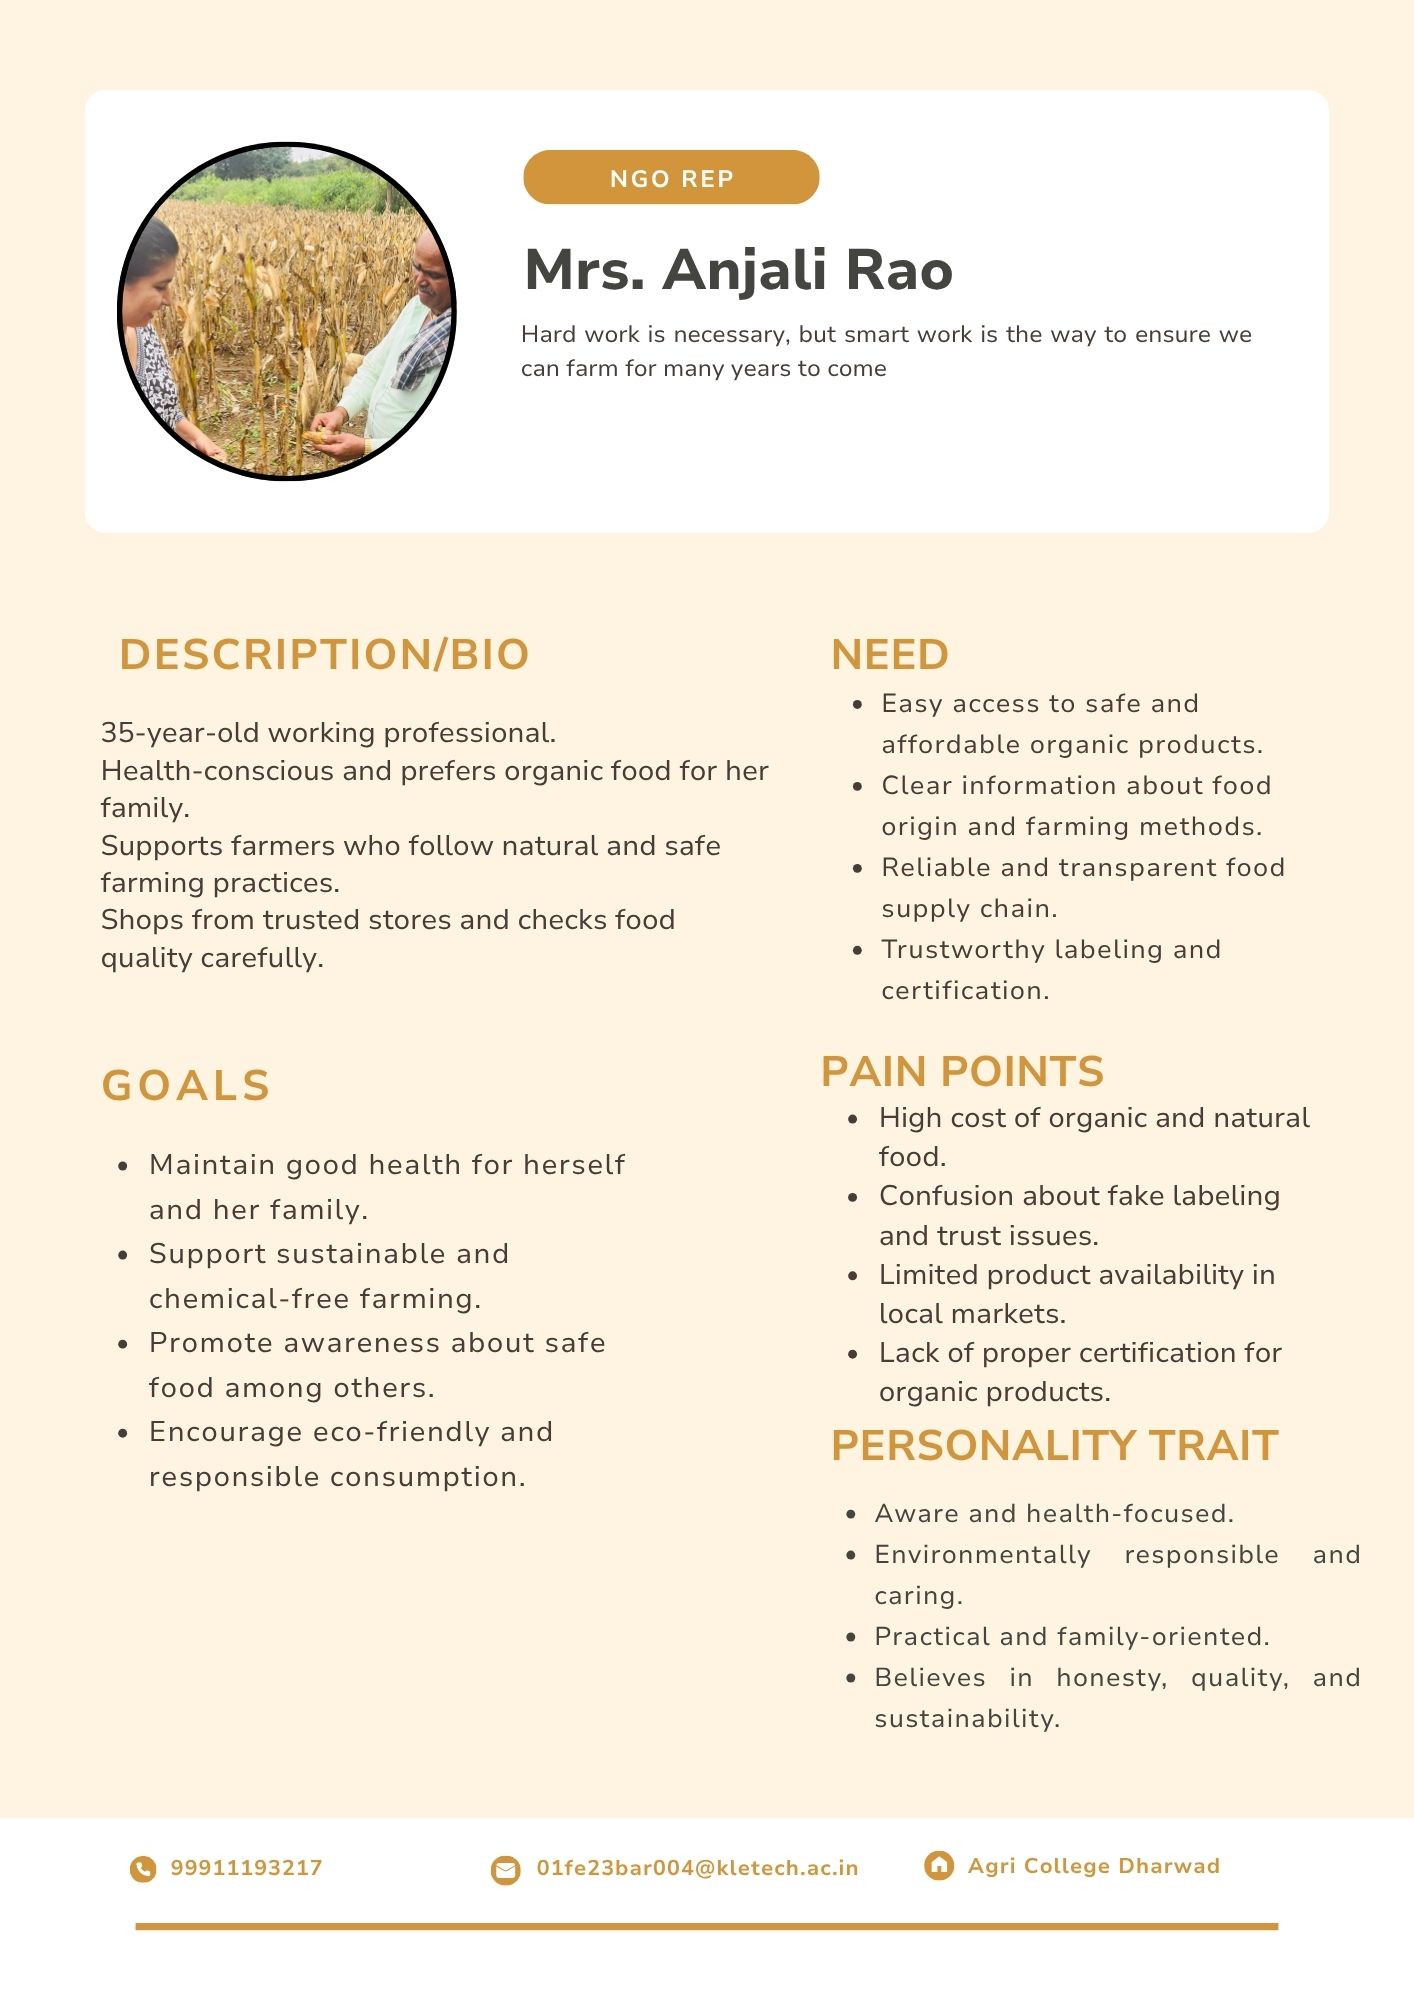 NGO REP
Mrs. Anjali Rao
Hard work is necessary, but smart work is the way to ensure we
can farm for many years to come
DESCRIPTION/BIO
35-year-old working professional.
Health-conscious and prefers organic food for her
family.
Supports farmers who follow natural and safe
farming practices.
Shops from trusted stores and checks food
quality carefully.
GOALS
• Maintain good health for herself
and her family.
• Support sustainable and
chemical-free farming.
• Promote awareness about safe
food among others.
• Encourage eco-friendly and
responsible consumption.
NEED
• Easy access to safe and
affordable organic products.
• Clear information about food
origin and farming methods.
• Reliable and transparent food
supply chain.
• Trustworthy labeling and
certification.
PAIN POINTS
• High cost of organic and natural
food.
• Confusion about fake labeling
and trust issues.
• Limited product availability in
local markets.
• Lack of proper certification for
organic products.
PERSONALITY TRAIT
• Aware and health-focused.
• Environmentally responsible and
caring.
• Practical and family-oriented.
• Believes in honesty, quality, and
sustainability.
99911193217
01fe23bar004@kletech.ac.in
Agri College Dharwad